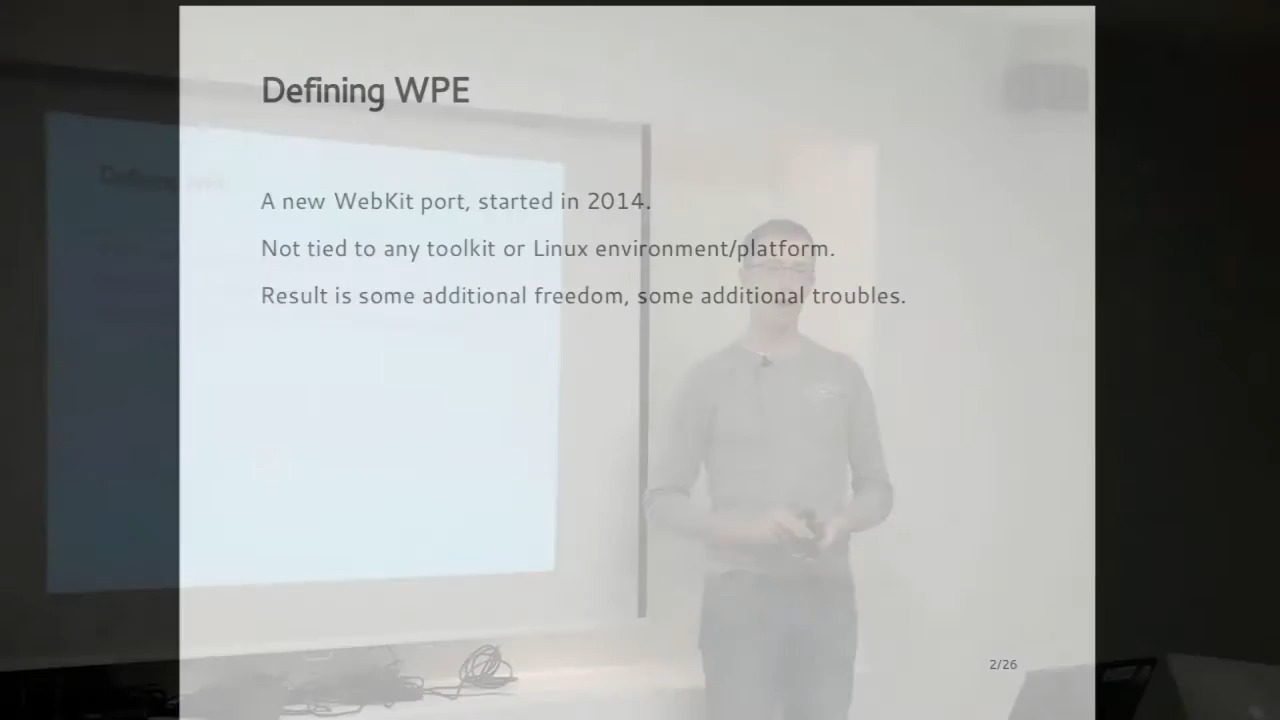 Defining WPE
A new WebKit port, started in 2014.
Not tied to any toolkit or Linux environment/platform.
Result is some additional freedom, some additional troubles.
2/26